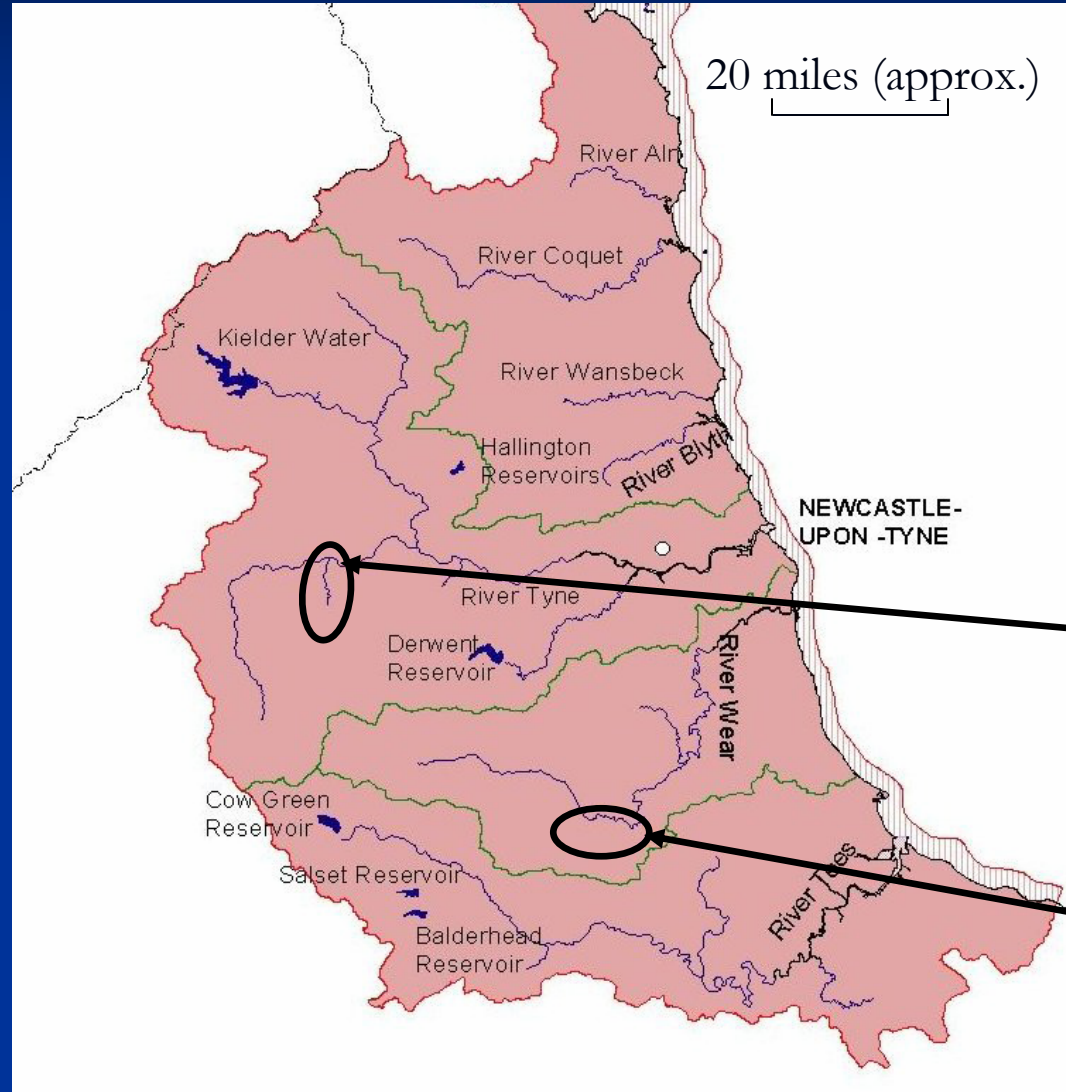 20 miles (approx.)
River Aln
River Coquet
Kielder Water
River Wansbeck
Hallington
Reservoirs
River Blyth
NEWCASTLE-
UPON -TYNE
River Tyne
Derwent
Reservoir
River Wear
Cow Green
Reservoir
Salset Reservoir
River Tees
Balderhead
Reservoir